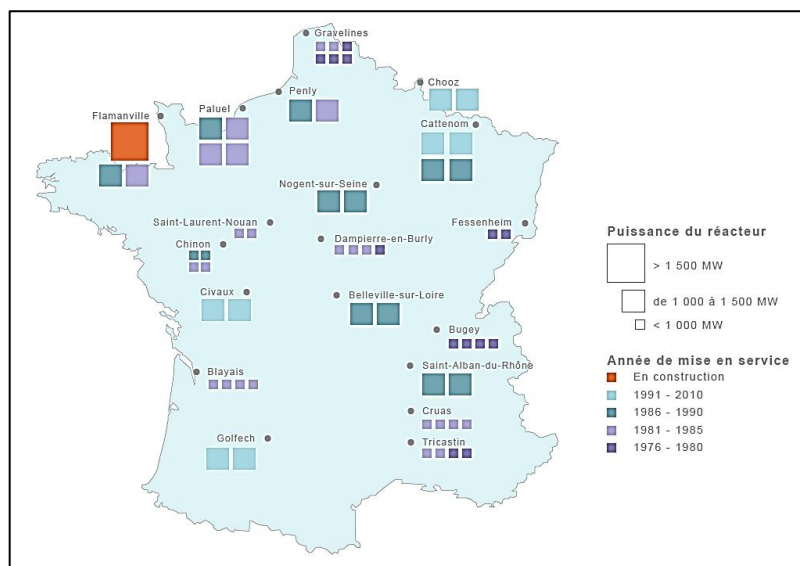 Gravelines
Chooz
Penly
Flamanville
Paluel
Cattenom
Nogent-sur-Seine
Saint-Laurent-Nouan
Fessenheim
Chinon
Dampierre-en-Burly
Civaux
Belleville-sur-Loire
Bugey
Blayais
Saint-Alban-du-Rhône
Cruas
Golfech
Tricastin
Puissance du réacteur
> 1 500 MW
de 1 000 à 1 500 MW
< 1 000 MW
Année de mise en service
En construction
1991 - 2010
1986 - 1990
1981 - 1985
1976 - 1980